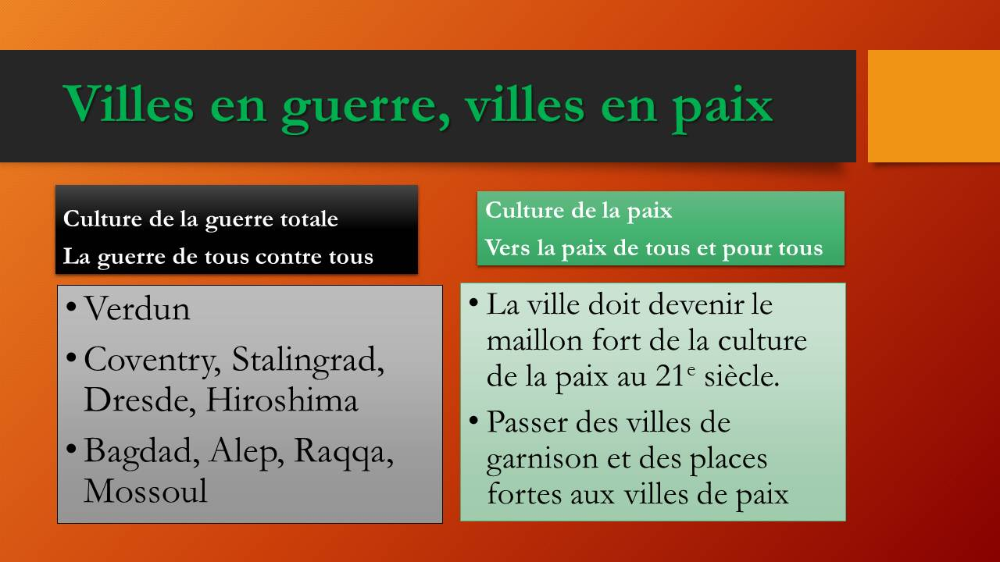 Villes en guerre, villes en paix
Culture de la guerre totale
La guerre de tous contre tous
• Verdun
• Coventry, Stalingrad,
Dresde, Hiroshima
• Bagdad, Alep, Raqqa,
Mossoul
Culture de la paix
Vers la paix de tous et pour tous
• La ville doit devenir le
maillon fort de la culture
de la paix au 21e siècle.
• Passer des villes de
garnison et des places
fortes aux villes de paix